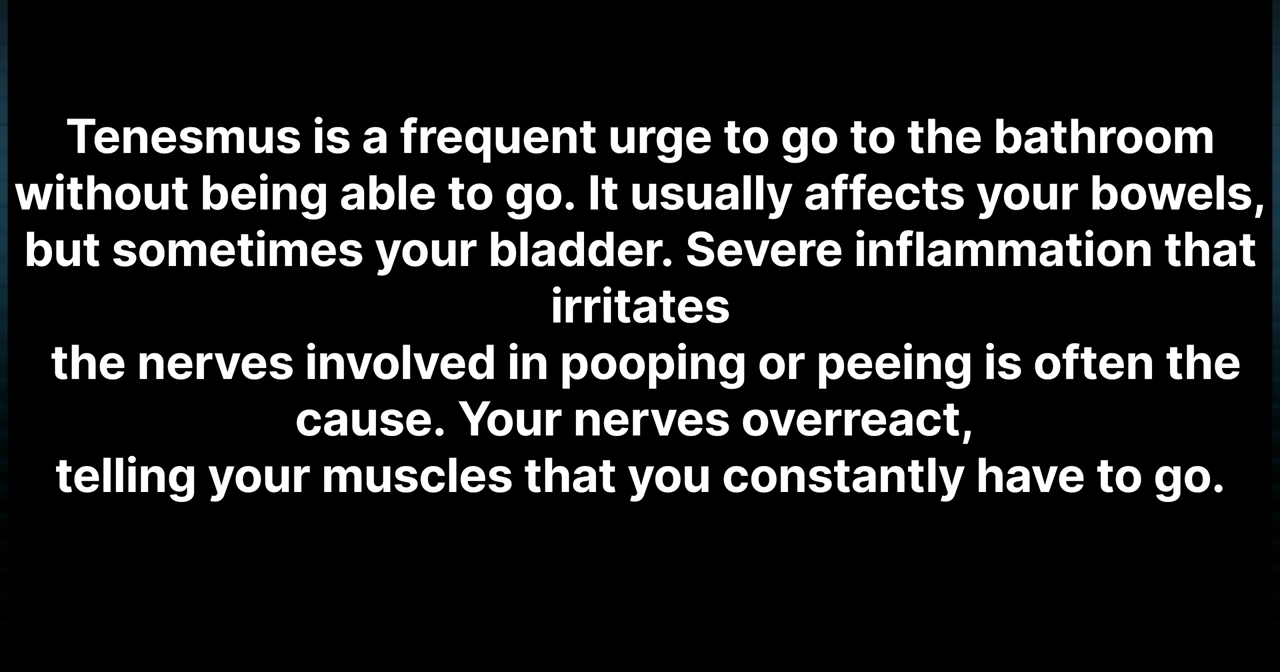 Tenesmus is a frequent urge to go to the bathroom
without being able to go. It usually affects your bowels,
but sometimes your bladder. Severe inflammation that
irritates
the nerves involved in pooping or peeing is often the
cause. Your nerves overreact,
telling your muscles that you constantly have to go.